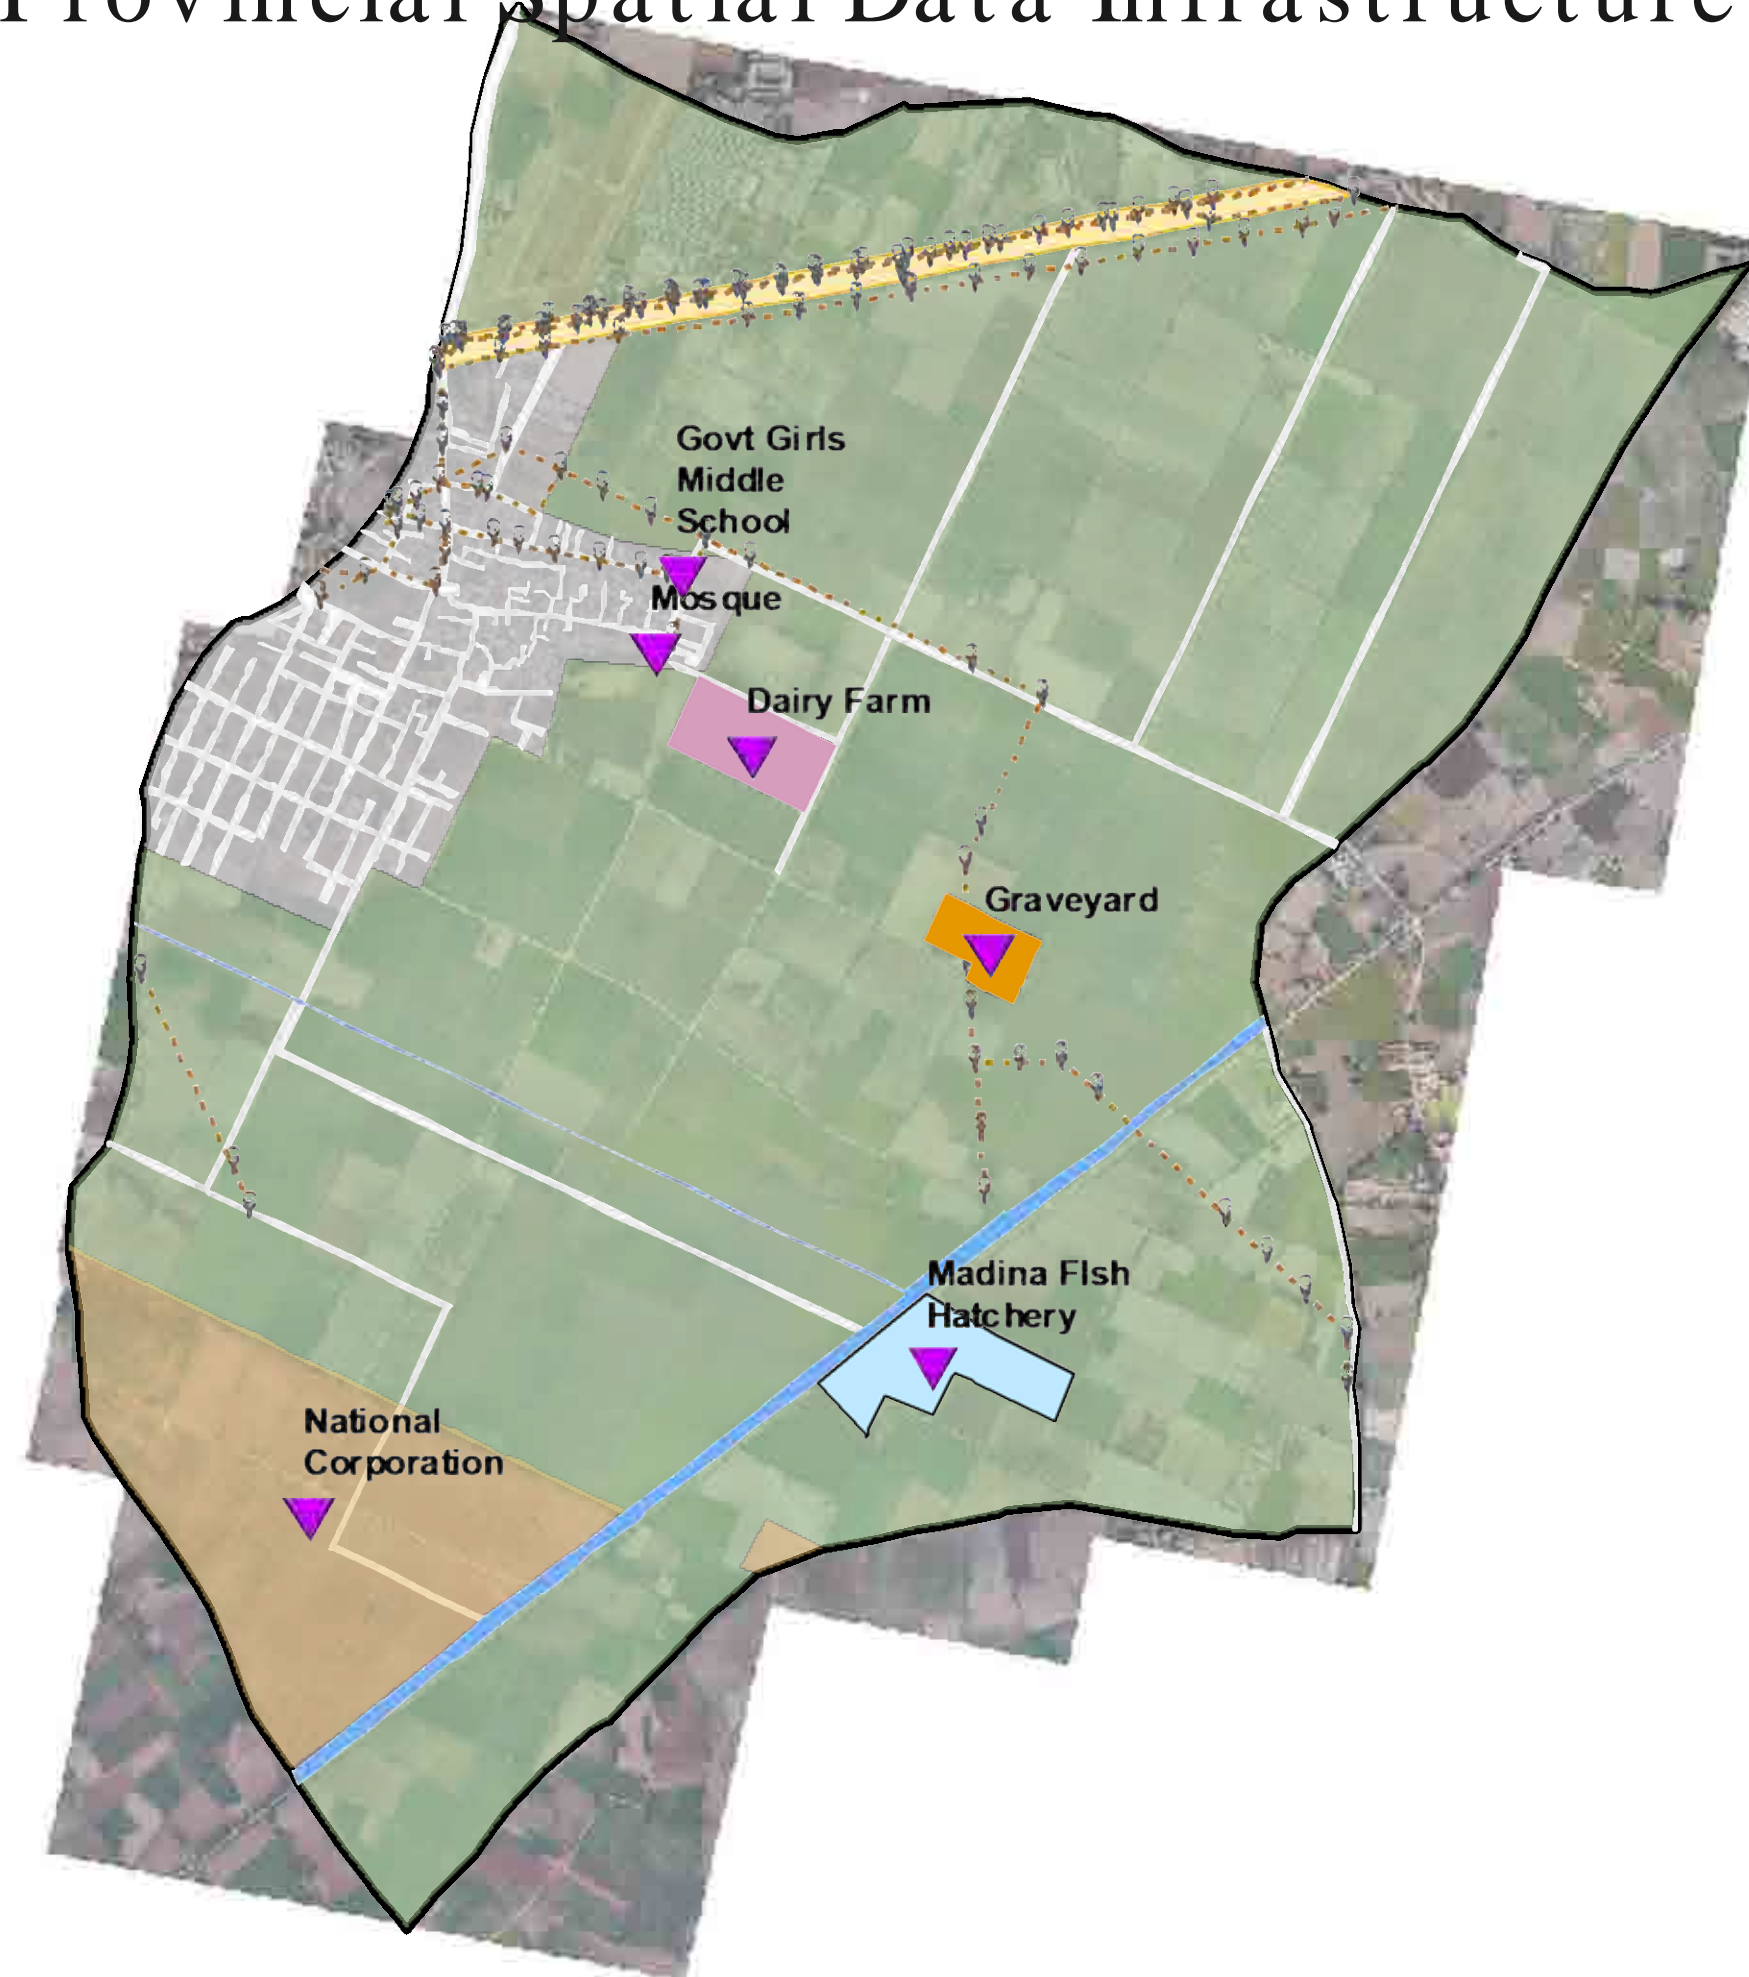 Provincial Spatial Data Infrastructure
Govt Girls
Middle
School
Mosque
Dairy Farm
Graveyard
Madina FIsh
Hatchery
National
Corporation